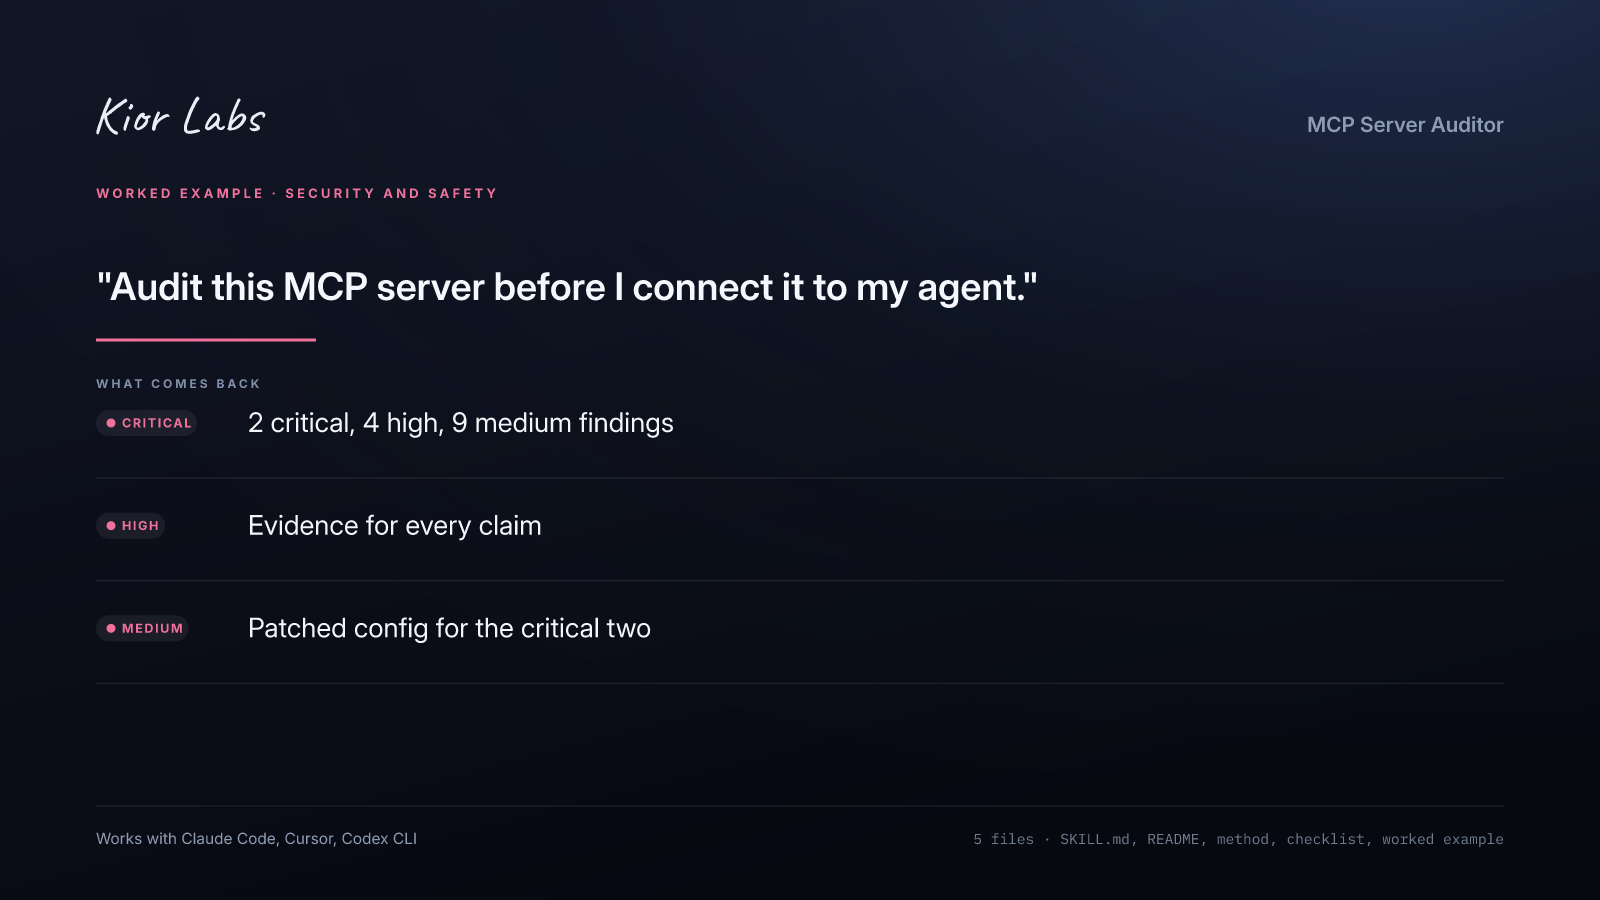 Kior Labs
MCP Server Auditor
WORKED EXAMPLE · SECURITY AND SAFETY
"Audit this MCP server before I connect it to my agent."
WHAT COMES BACK
CRITICAL 2 critical, 4 high, 9 medium findings
HIGH Evidence for every claim
MEDIUM Patched config for the critical two
Works with Claude Code, Cursor, Codex CLI
5 files · SKILL.md, README, method, checklist, worked example